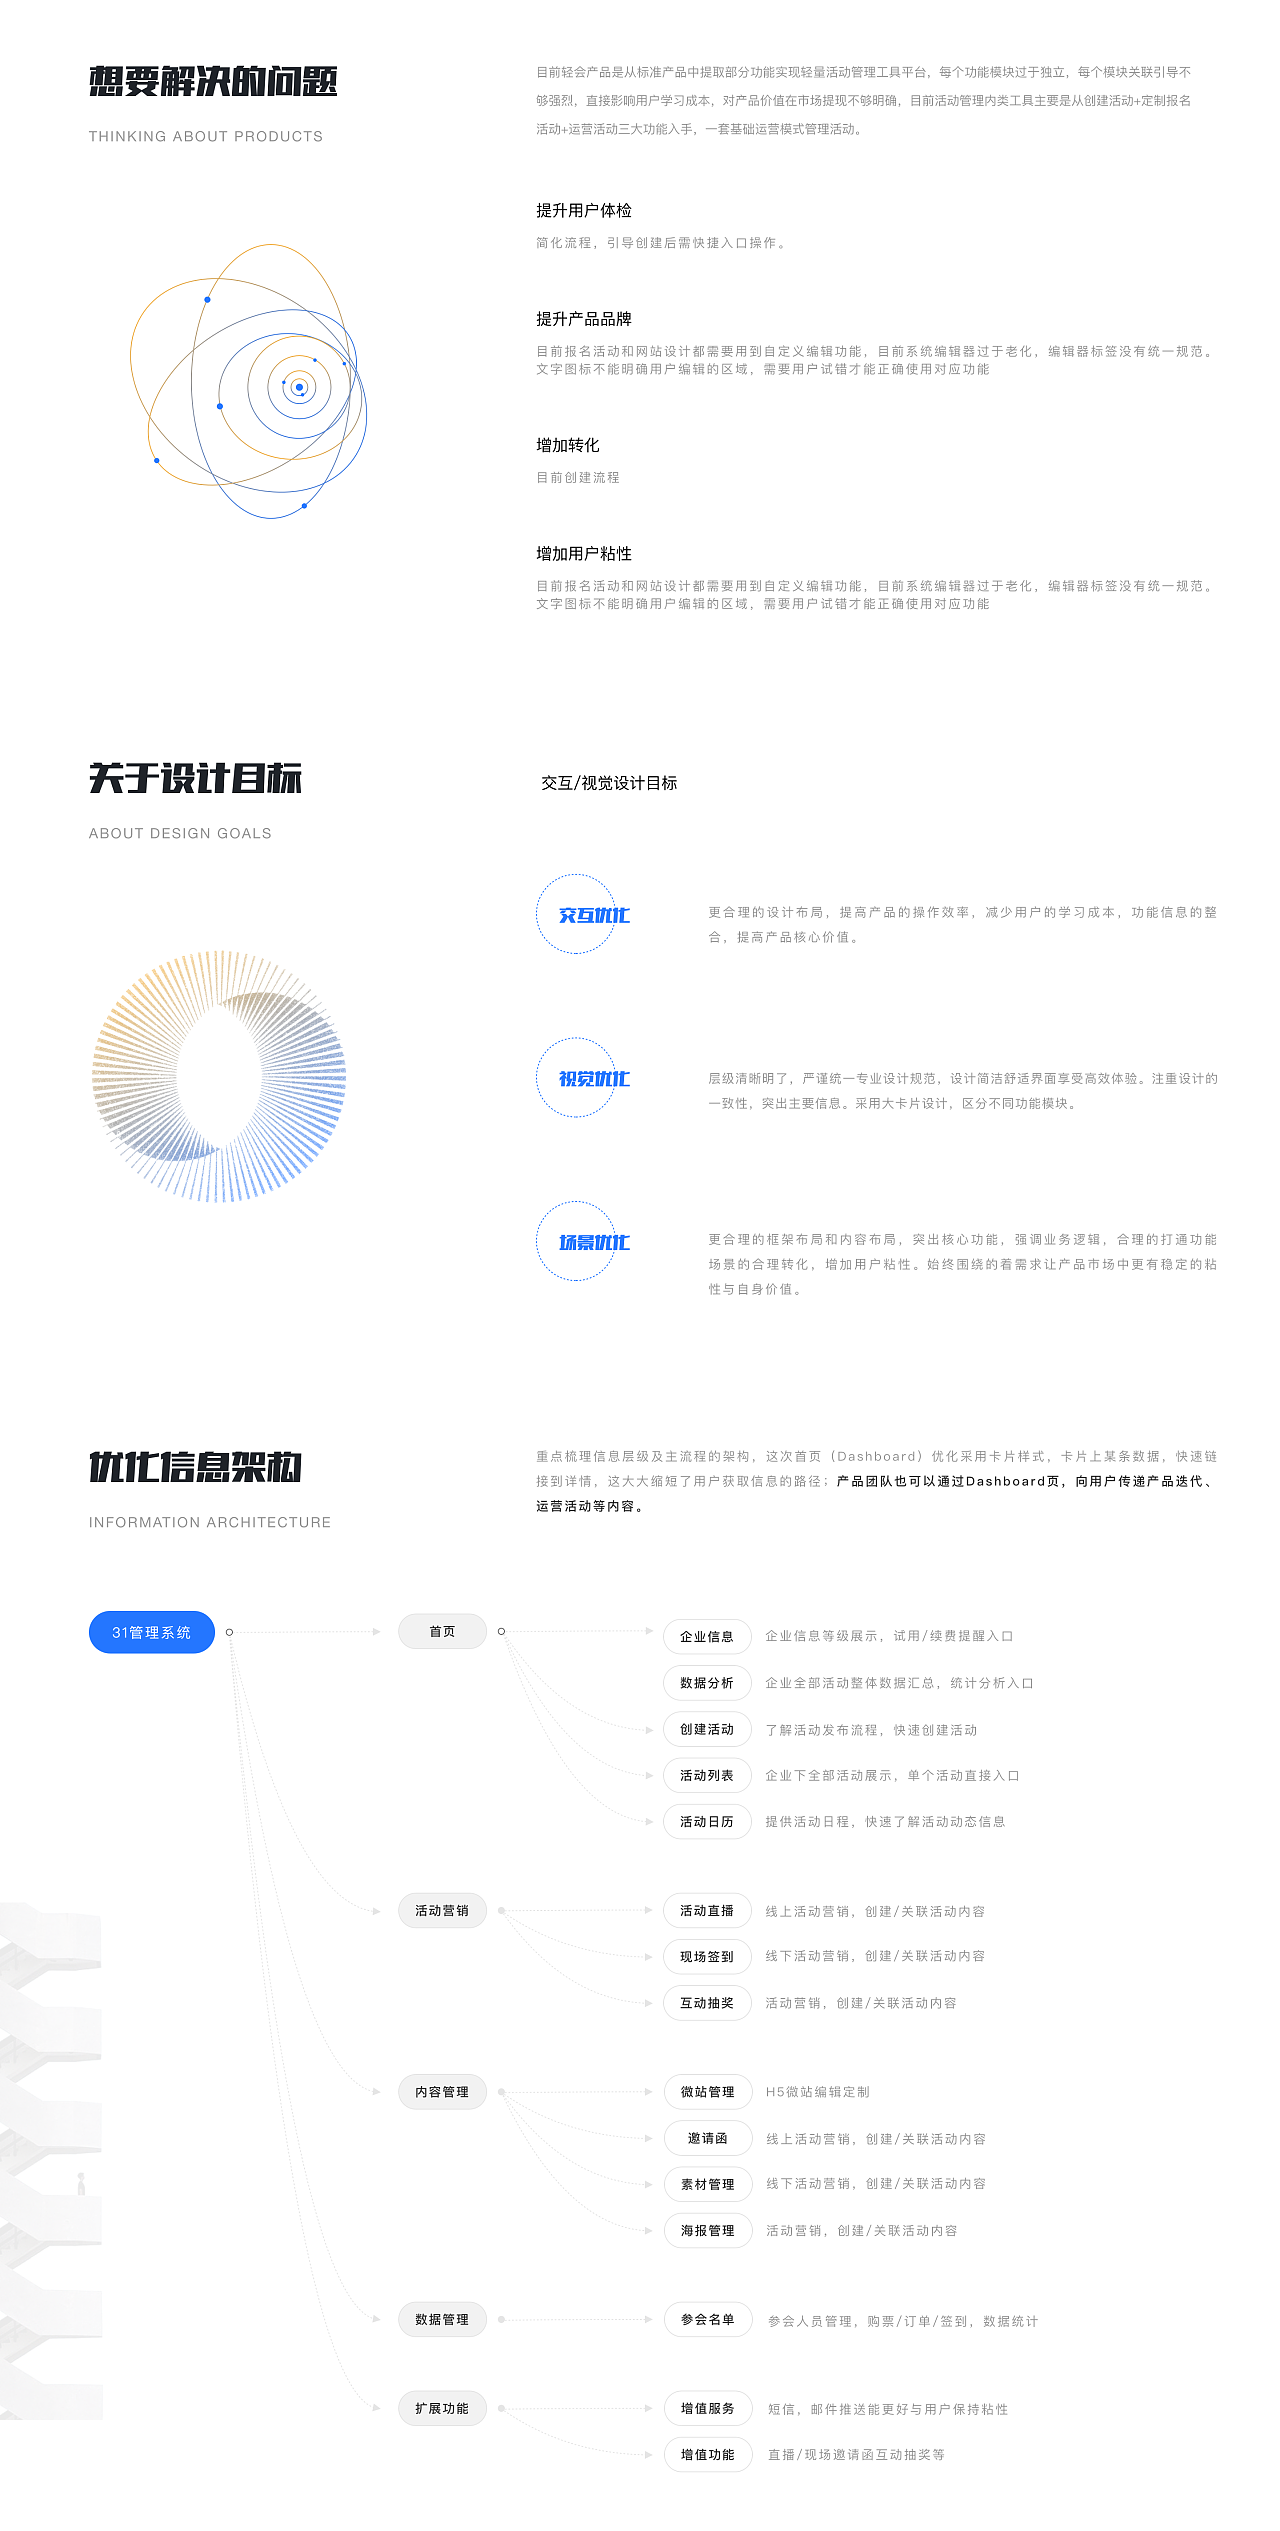 想要解决的问题
THINKING ABOUT PRODUCTS
目前轻会产品是从标准产品中提取部分功能实现轻量活动管理工具平台，每个功能模块过于独立，每个模块关联引导不
够强烈，直接影响用户学习成本，对产品价值在市场提现不够明确，目前活动管理内类工具主要是从创建活动+定制报名
活动+运营活动三大功能入手，一套基础运营模式管理活动。
提升用户体检
简化流程，引导创建后需快捷入口操作。
提升产品品牌
目前报名活动和网站设计都需要用到自定义编辑功能，目前系统编辑器过于老化，编辑器标签没有统一规范。
文字图标不能明确用户编辑的区域，需要用户试错才能正确使用对应功能
增加转化
目前创建流程
增加用户粘性
目前报名活动和网站设计都需要用到自定义编辑功能，目前系统编辑器过于老化，编辑器标签没有统一规范。
文字图标不能明确用户编辑的区域，需要用户试错才能正确使用对应功能
关于设计目标
ABOUT DESIGN GOALS
交互/视觉设计目标
交互优化
更合理的设计布局，提高产品的操作效率，减少用户的学习成本，功能信息的整
合，提高产品核心价值。
视觉优化
层级清晰明了，严谨统一专业设计规范，设计简洁舒适界面享受高效体验。注重设计的
一致性，突出主要信息。采用大卡片设计，区分不同功能模块。
场景优化
更合理的框架布局和内容布局，突出核心功能，强调业务逻辑，合理的打通功能
场景的合理转化，增加用户粘性。始终围绕的着需求让产品市场中更有稳定的粘
性与自身价值。
优化信息架构
INFORMATION ARCHITECTURE
重点梳理信息层级及主流程的架构，这次首页（Dashboard）优化采用卡片样式，卡片上某条数据，快速链
接到详情，这大大缩短了用户获取信息的路径；产品团队也可以通过Dashboard页，向用户传递产品迭代、
运营活动等内容。
31管理系统
首页
企业信息 企业信息等级展示，试用/续费提醒入口
数据分析 企业全部活动整体数据汇总，统计分析入口
创建活动 了解活动发布流程，快速创建活动
活动列表 企业下全部活动展示，单个活动直接入口
活动日历 提供活动日程，快速了解活动动态信息
活动营销
活动直播 线上活动营销，创建/关联活动内容
现场签到 线下活动营销，创建/关联活动内容
互动抽奖 活动营销，创建/关联活动内容
内容管理
微站管理 H5微站编辑定制
邀请函 线上活动营销，创建/关联活动内容
素材管理 线下活动营销，创建/关联活动内容
海报管理 活动营销，创建/关联活动内容
数据管理
参会名单 参会人员管理，购票/订单/签到，数据统计
扩展功能
增值服务 短信，邮件推送能更好与用户保持粘性
增值功能 直播/现场邀请函互动抽奖等